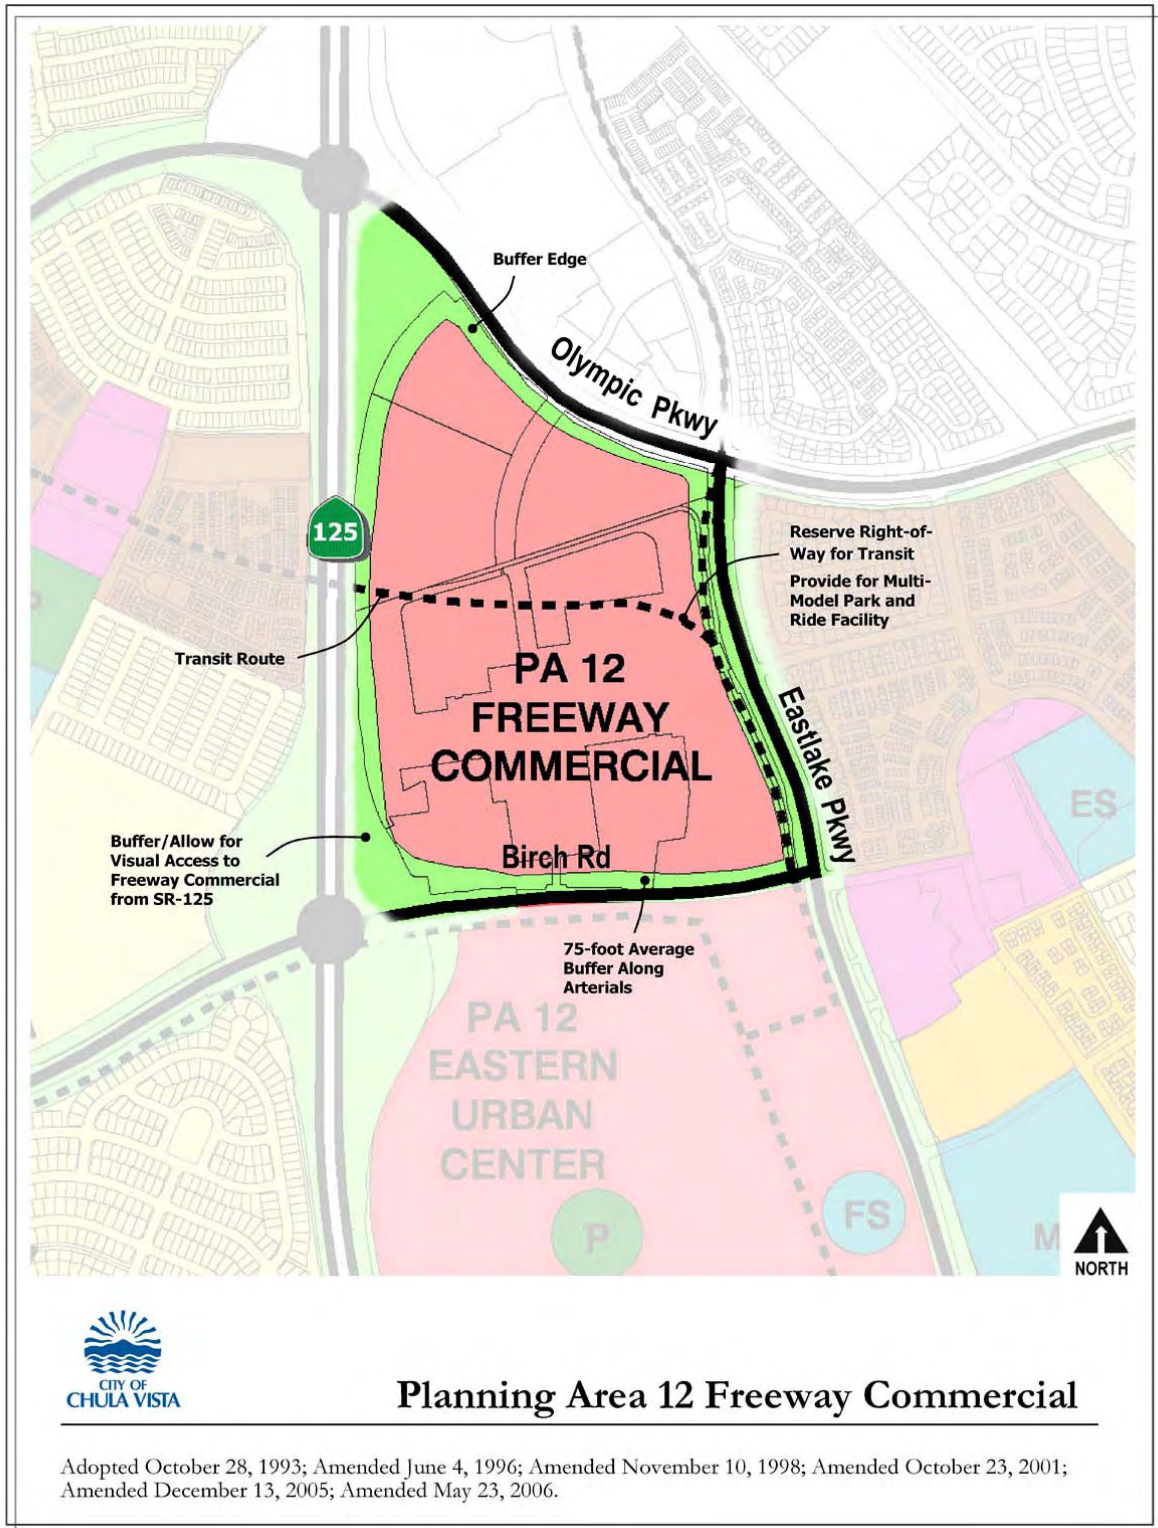 Buffer Edge
Olympic Pkwy
125
Reserve Right-of-
Way for Transit
Provide for Multi-
Model Park and
Ride Facility
Transit Route
PA 12
FREEWAY
COMMERCIAL
Eastlake Pkwy
ES
Buffer/Allow for
Visual Access to
Freeway Commercial
from SR-125
Birch Rd
75-foot Average
Buffer Along
Arterials
PA 12
EASTERN
URBAN
CENTER
P
FS
M
NORTH
CITY OF
CHULA VISTA
Planning Area 12 Freeway Commercial
Adopted October 28, 1993; Amended June 4, 1996; Amended November 10, 1998; Amended October 23, 2001;
Amended December 13, 2005; Amended May 23, 2006.